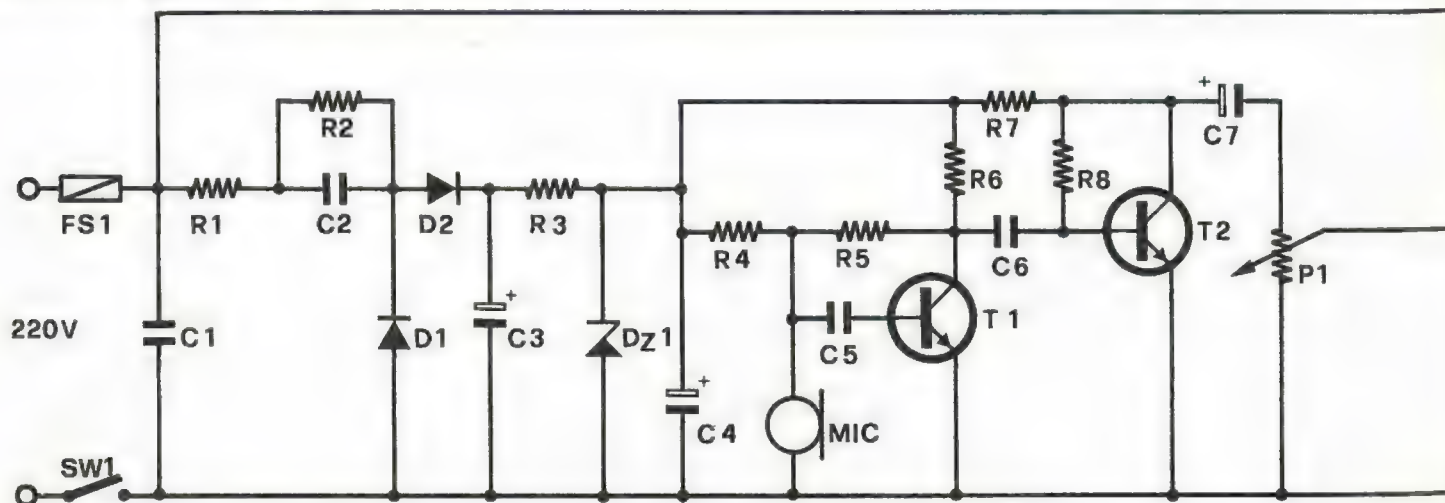 R2
C7
R7
R6
R8
FS1
R1
C2
D2
R3
T2
R4
R5
C6
P1
220V
C1
D1
C3
DZ1
C5
T1
C4
MIC
SW1
+
+
+